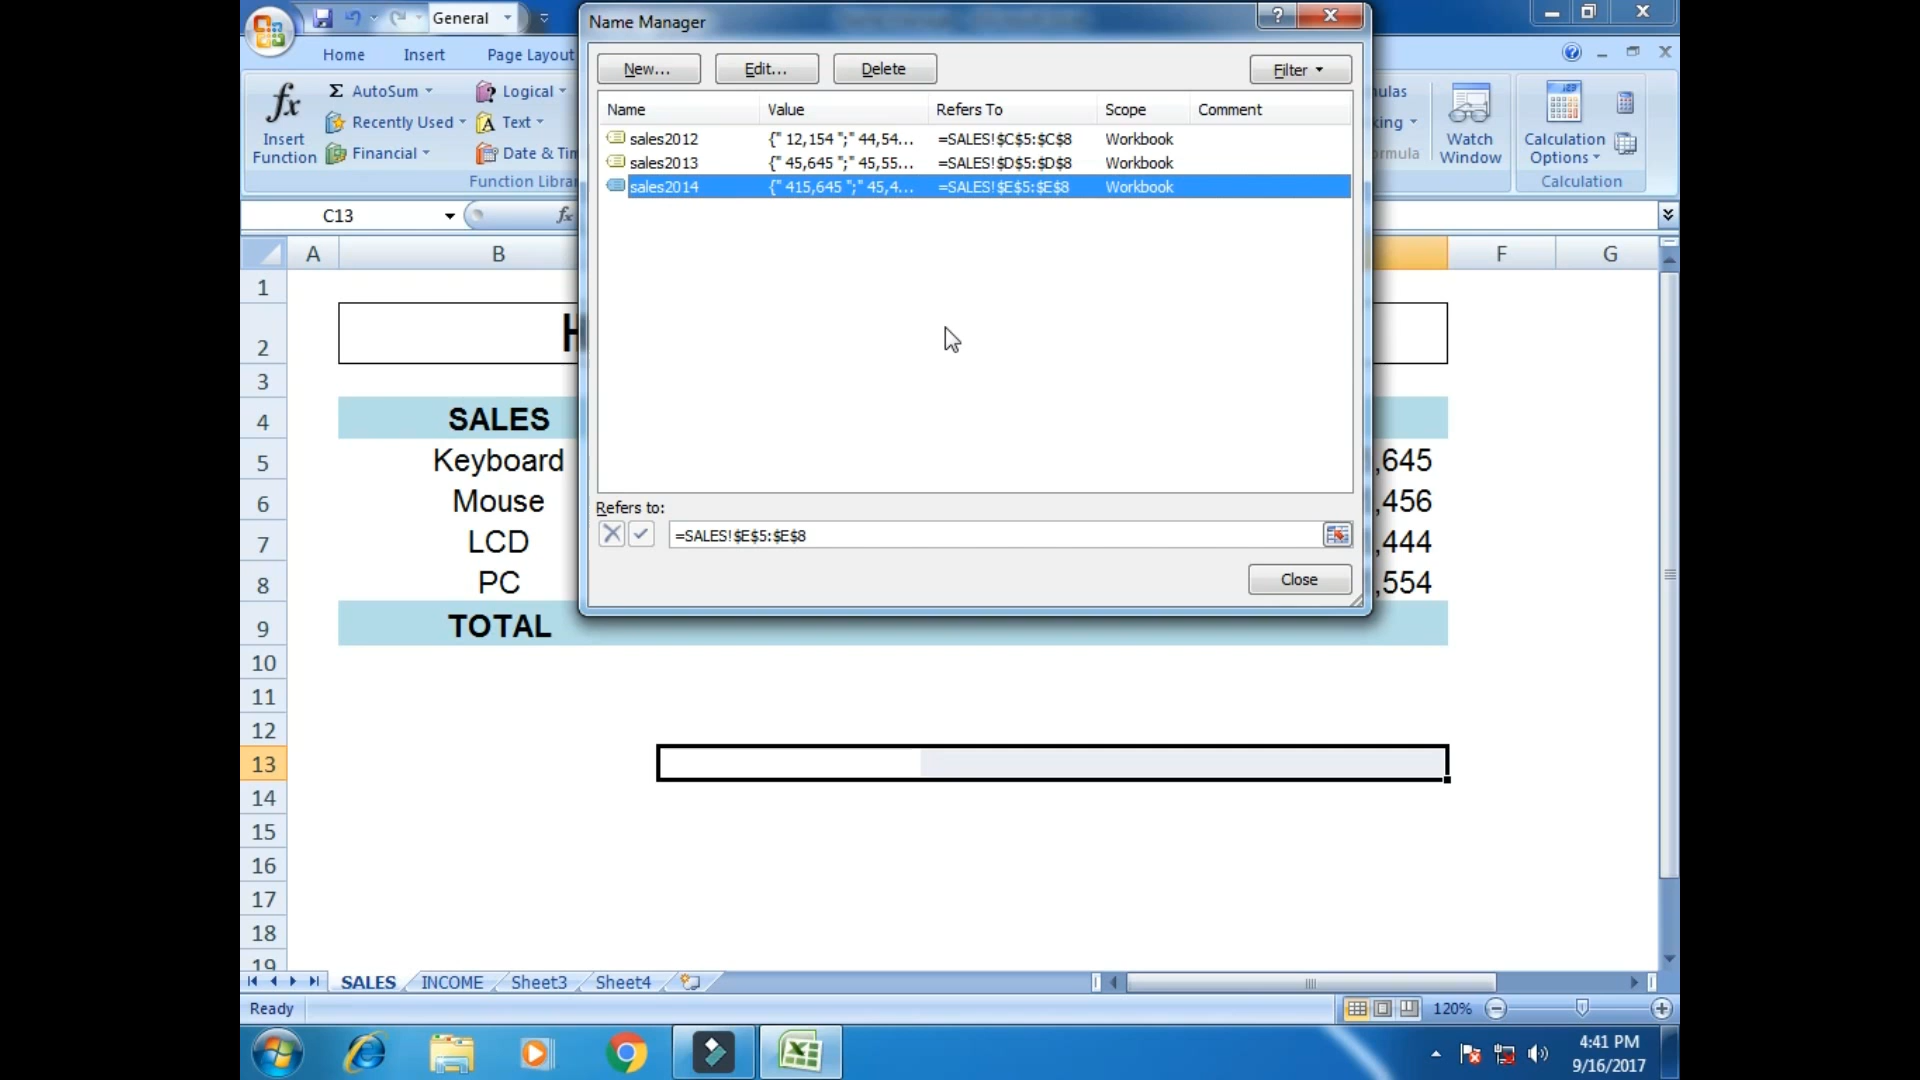 General
Name Manager
Home Insert Page Layout
New... Edit... Delete Filter
fx
Insert
Function
Σ AutoSum
Recently Used
Financial
Logical
Text
Date & Tim
Function Libra
Watch
Window
Calculation
Options
Calculation
Name Value Refers To Scope Comment
sales2012 {" 12,154 ";" 44,54... =SALES!$C$5:$C$8 Workbook
sales2013 {" 45,645 ";" 45,55... =SALES!$D$5:$D$8 Workbook
sales2014 {" 415,645 ";" 45,4... =SALES!$E$5:$E$8 Workbook
C13 fx
A B F G
1
2 H
3
4 SALES
5 Keyboard ,645
6 Mouse ,456
Refers to:
=SALES!$E$5:$E$8
7 LCD ,444
8 PC ,554
Close
9 TOTAL
10
11
12
13
14
15
16
17
18
19
SALES INCOME Sheet3 Sheet4
Ready 120%
4:41 PM
9/16/2017